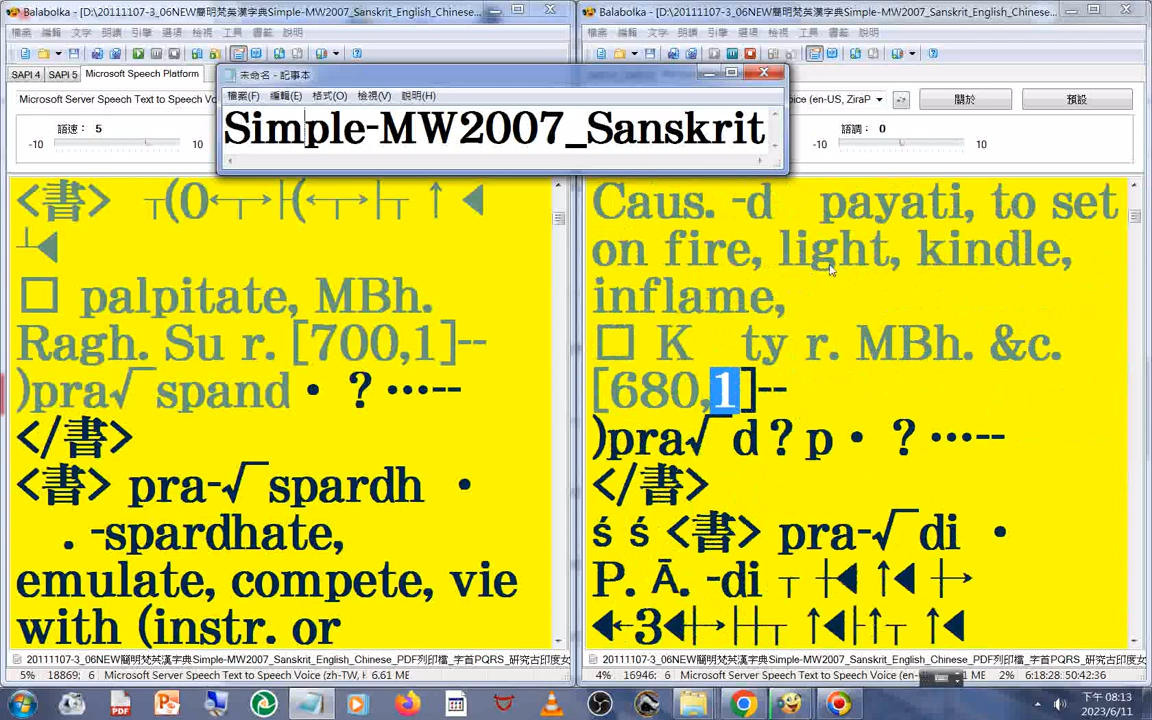 Balabolka - [D:\20111107-3_06NEW簡明梵英漢字典Simple-MW2007_Sanskrit_English_Chinese...
檔案 編輯 文字 朗讀 引擎 選項 檢視 工具 書籤 說明
SAPI 4 SAPI 5 Microsoft Speech Platform
Microsoft Server Speech Text to Speech Vo
語速： 5
-10 10
Balabolka - [D:\20111107-3_06NEW簡明梵英漢字典Simple-MW2007_Sanskrit_English_Chinese...
檔案 編輯 文字 朗讀 引擎 選項 檢視 工具 書籤 說明
ice (en-US, ZiraP
關於 預設
語調： 0
-10 10
未命名 - 記事本
檔案(F) 編輯(E) 格式(O) 檢視(V) 說明(H)
Simple-MW2007_Sanskrit
<書> ┬(0←┬→├(←┬→├┬ ↑ ◀
┴◀
□ palpitate, MBh.
Ragh. Su r. [700,1]--
)pra√spand • ? •••--
</書>
<書> pra-√spardh •
. -spardhate,
emulate, compete, vie
with (instr. or
Caus. -d payati, to set
on fire, light, kindle,
inflame,
□ K ty r. MBh. &c.
[680,1]--
)pra√d?p • ? •••--
</書>
ś ś <書> pra-√di •
P. Ā. -di ┬ ┼◀ ↑◀ ┼→
◀←3◀┼→├┼┬ ↑◀┼↑┬ ↑◀
20111107-3_06NEW簡明梵英漢字典Simple-MW2007_Sanskrit_English_Chinese_PDF列印檔_字首PQRS_研究古印度女
5% 18869; 6 Microsoft Server Speech Text to Speech Voice (zh-TW, H 6.61 MB
20111107-3_06NEW簡明梵英漢字典Simple-MW2007_Sanskrit_English_Chinese_PDF列印檔_字首PQRS_研究古印度女
4% 16946; 6 Microsoft Server Speech Text to Speech Voice (en- 2% 6:18:28. 50:42:36
下午 08:13
2023/6/11